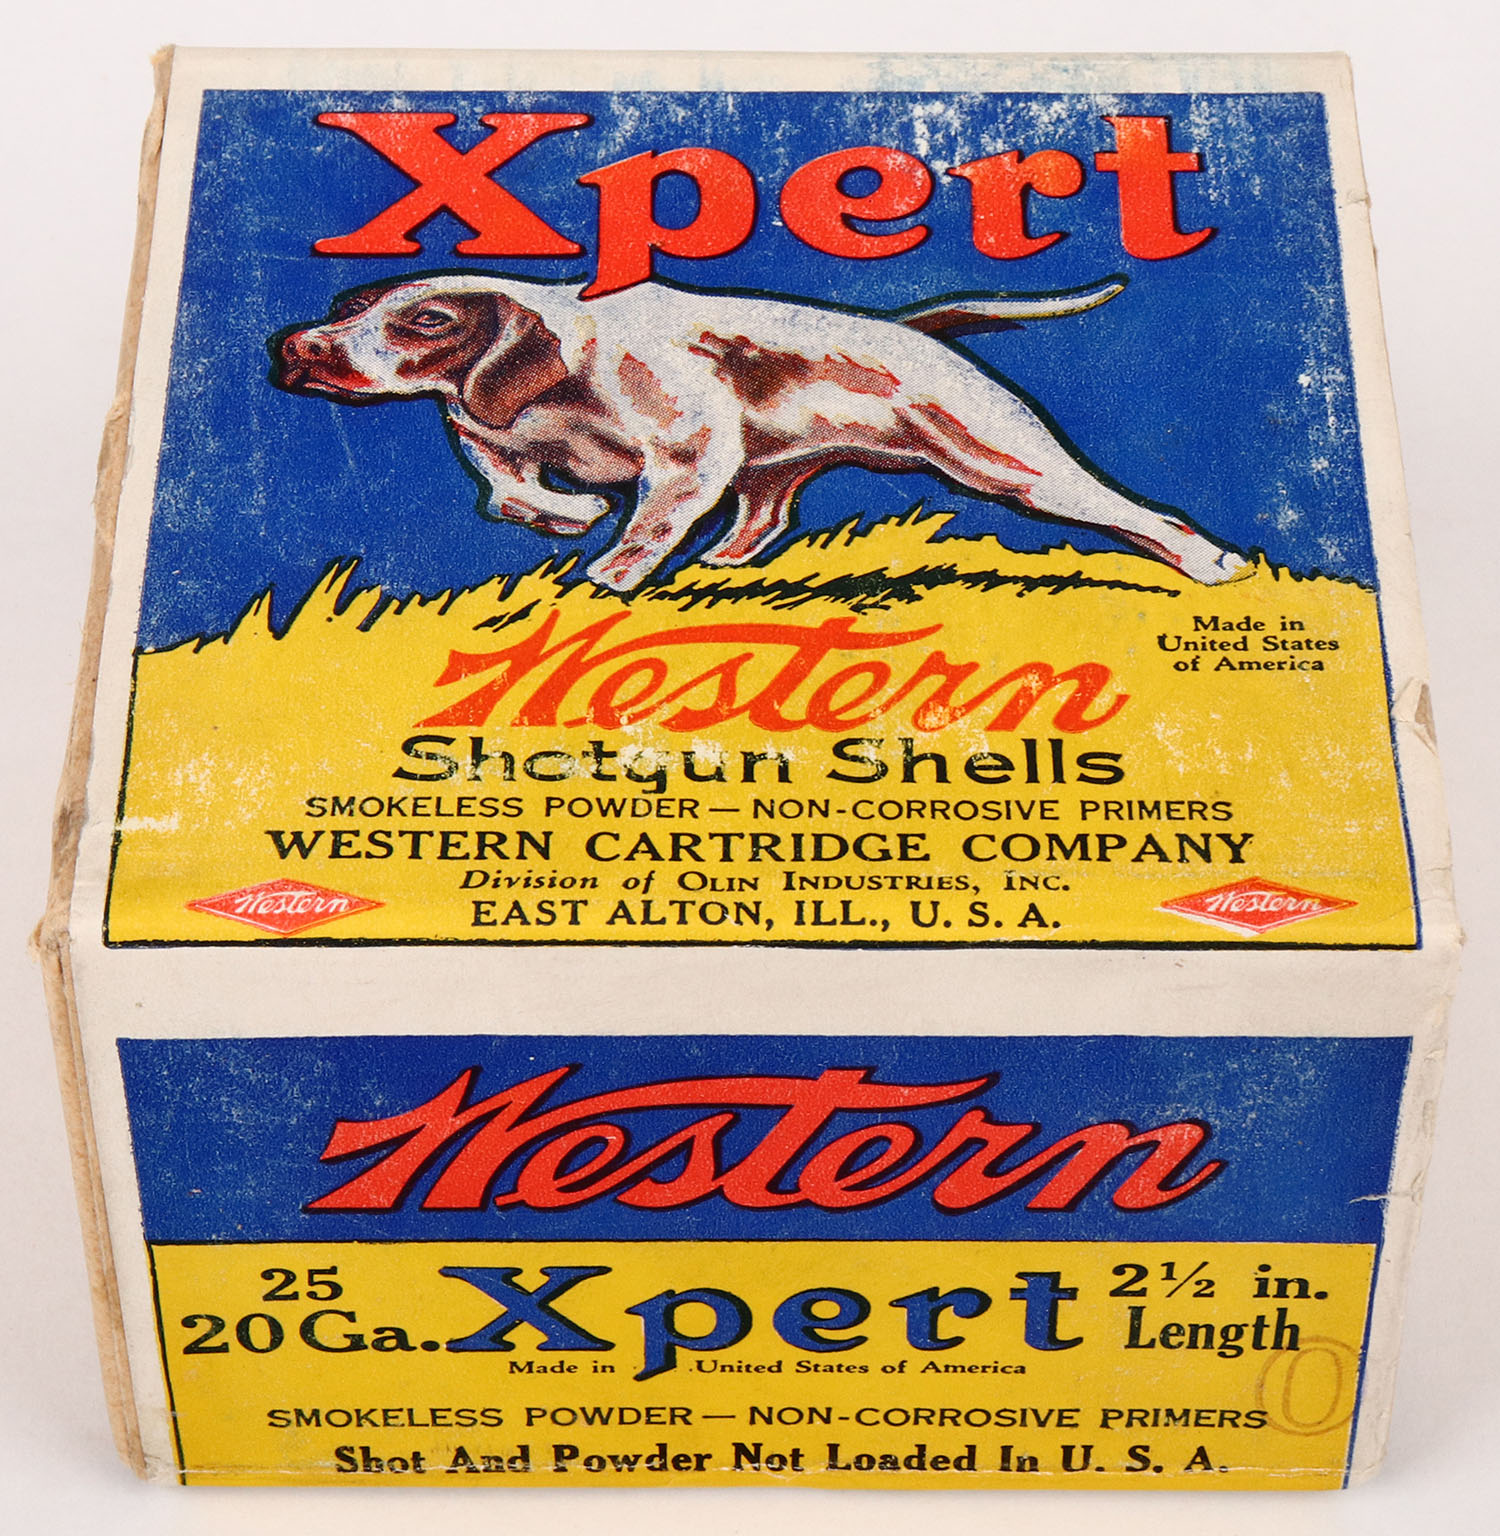 Xpert
Made in
United States
of America
Western
Shotgun Shells
SMOKELESS POWDER — NON-CORROSIVE PRIMERS
WESTERN CARTRIDGE COMPANY
Division of OLIN INDUSTRIES, INC.
EAST ALTON, ILL., U. S. A.
Western
Western
Western
25
20 Ga.
Xpert
2½ in.
Length
Made in United States of America
O
SMOKELESS POWDER — NON-CORROSIVE PRIMERS
Shot And Powder Not Loaded In U. S. A.